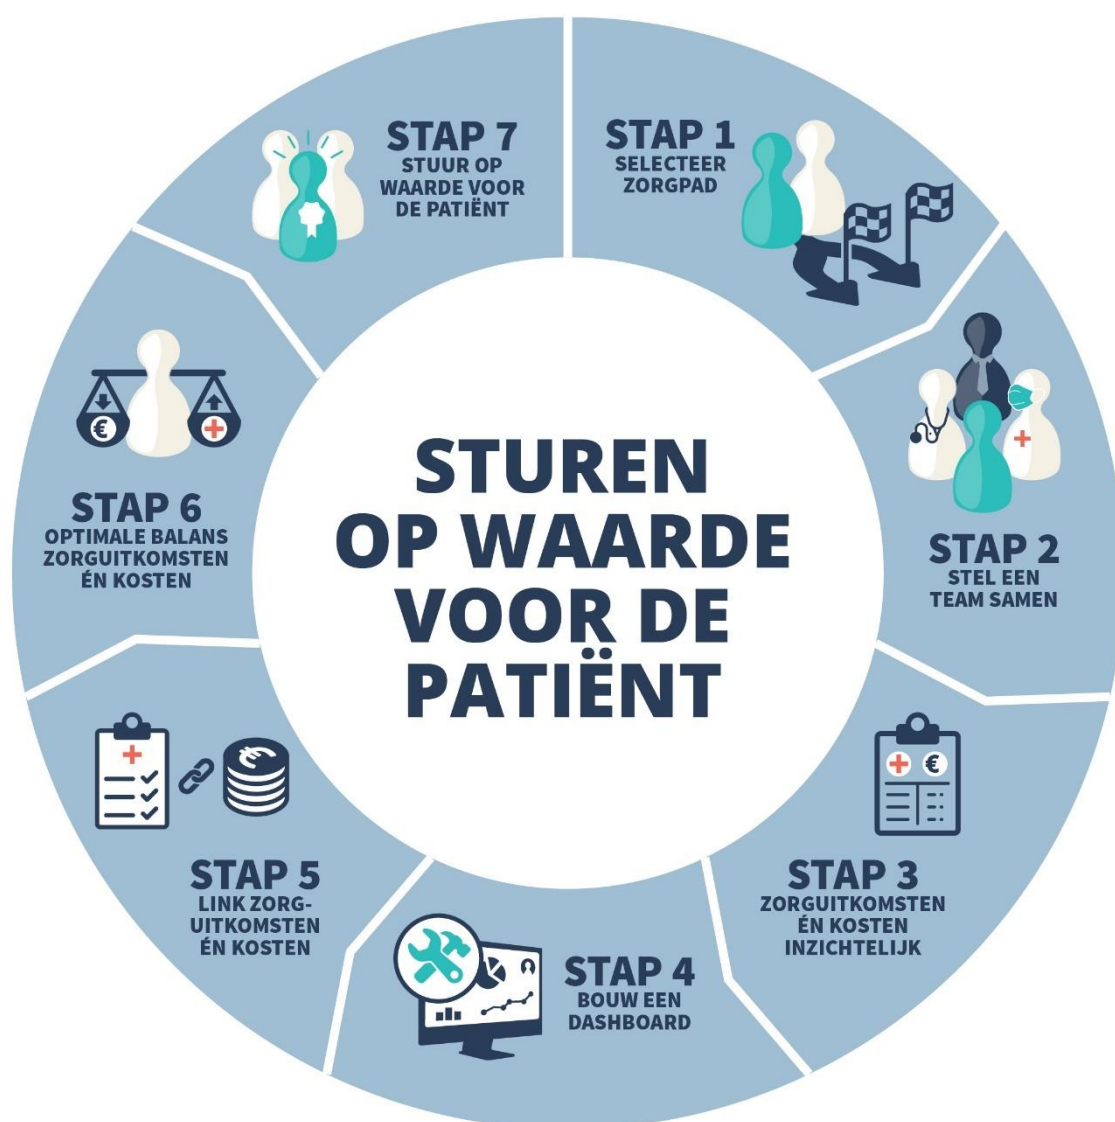 STUREN
OP WAARDE
VOOR DE
PATIËNT
STAP 1
SELECTEER
ZORGPAD
STAP 2
STEL EEN
TEAM SAMEN
STAP 3
ZORGUITKOMSTEN
ÉN KOSTEN
INZICHTELIJK
STAP 4
BOUW EEN
DASHBOARD
STAP 5
LINK ZORG-
UITKOMSTEN
ÉN KOSTEN
STAP 6
OPTIMALE BALANS
ZORGUITKOMSTEN
ÉN KOSTEN
STAP 7
STUUR OP
WAARDE VOOR
DE PATIËNT